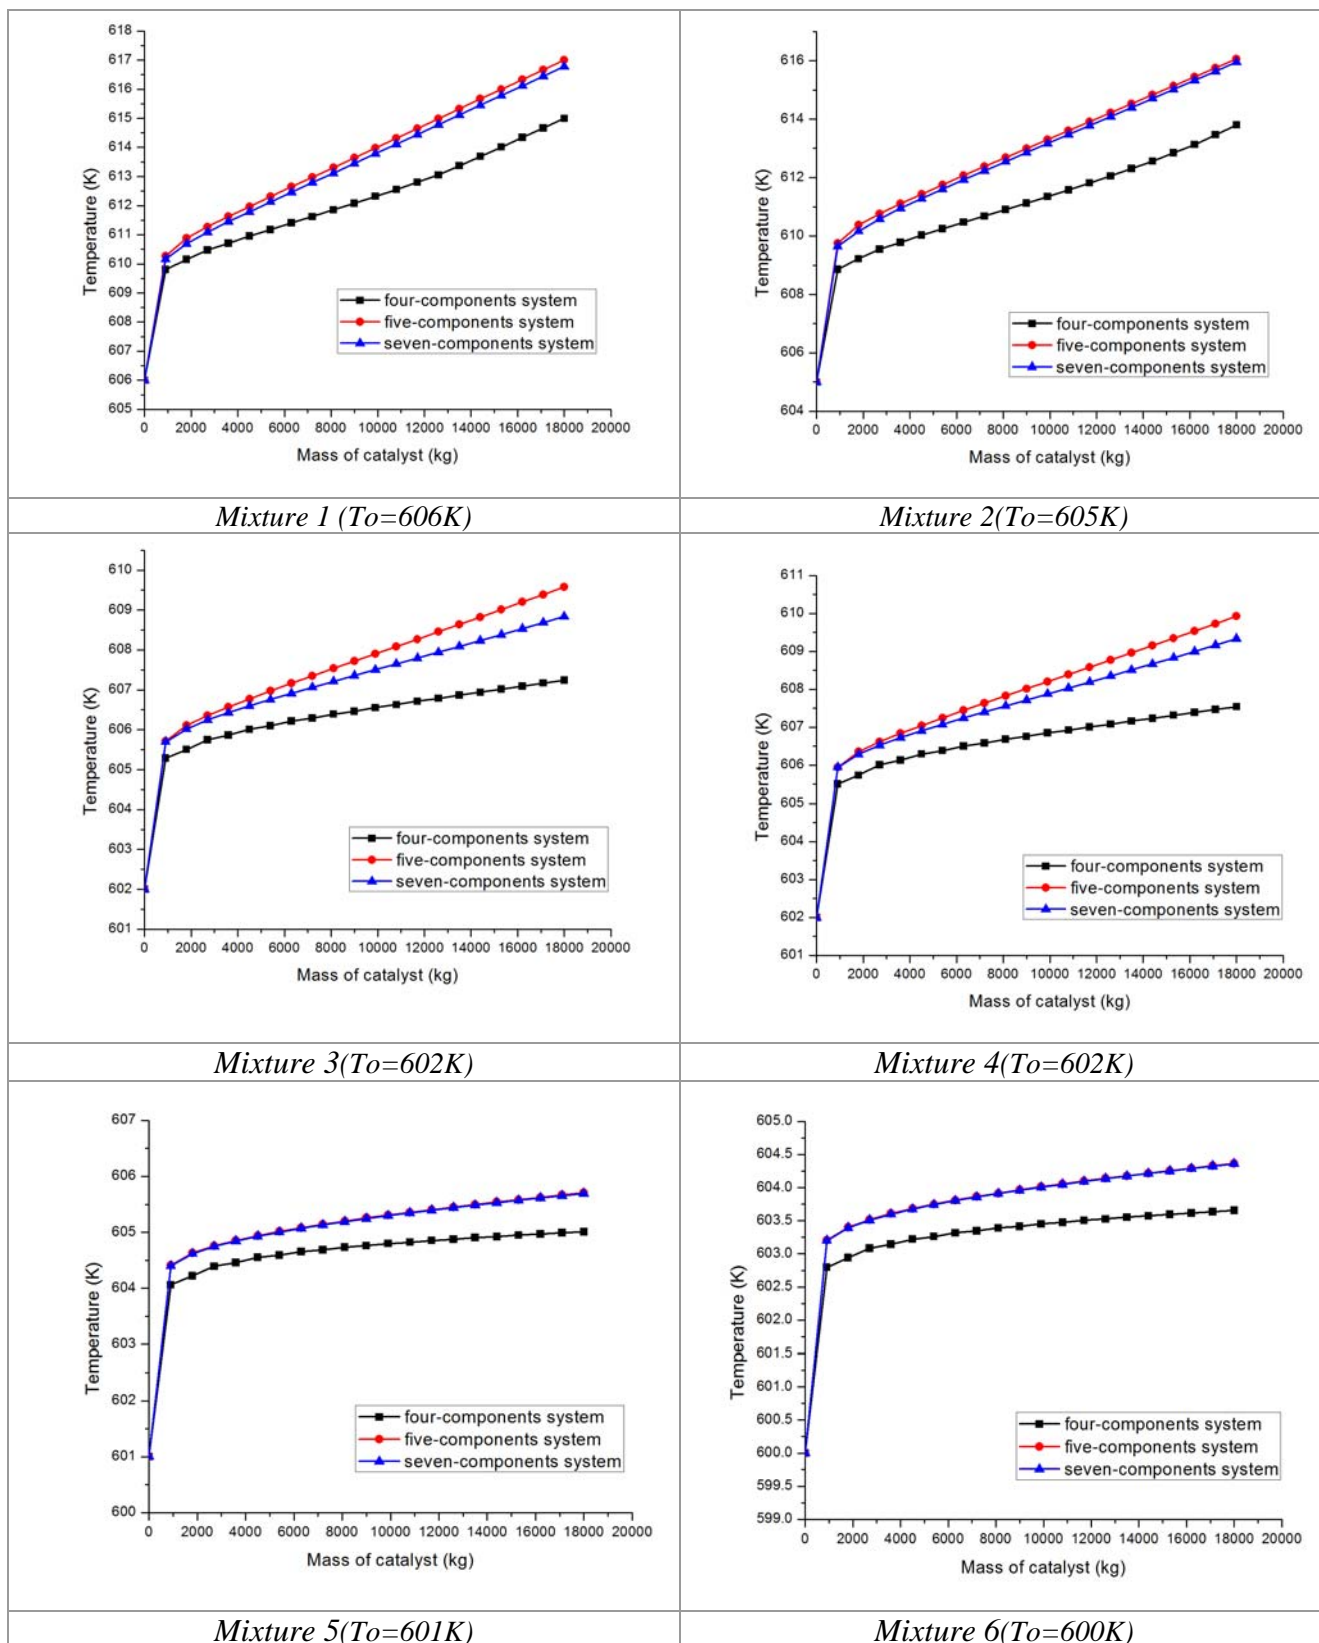 618
617
616
615
614
613
612
611
610
609
608
607
606
605
Temperature (K)
0 2000 4000 6000 8000 10000 12000 14000 16000 18000 20000
Mass of catalyst (kg)
four-components system
five-components system
seven-components system
Mixture 1 (To=606K)
616
614
612
610
608
606
604
Temperature (K)
0 2000 4000 6000 8000 10000 12000 14000 16000 18000 20000
Mass of catalyst (kg)
four-components system
five-components system
seven-components system
Mixture 2(To=605K)
610
609
608
607
606
605
604
603
602
601
Temperature (K)
0 2000 4000 6000 8000 10000 12000 14000 16000 18000 20000
Mass of catalyst (kg)
four-components system
five-components system
seven-components system
Mixture 3(To=602K)
611
610
609
608
607
606
605
604
603
602
601
Temperature (K)
0 2000 4000 6000 8000 10000 12000 14000 16000 18000 20000
Mass of catalyst (kg)
four-components system
five-components system
seven-components system
Mixture 4(To=602K)
607
606
605
604
603
602
601
600
Temperature (K)
0 2000 4000 6000 8000 10000 12000 14000 16000 18000 20000
Mass of catalyst (kg)
four-components system
five-components system
seven-components system
Mixture 5(To=601K)
605.0
604.5
604.0
603.5
603.0
602.5
602.0
601.5
601.0
600.5
600.0
599.5
599.0
Temperature (K)
0 2000 4000 6000 8000 10000 12000 14000 16000 18000 20000
Mass of catalyst (kg)
four-components system
five-components system
seven-components system
Mixture 6(To=600K)